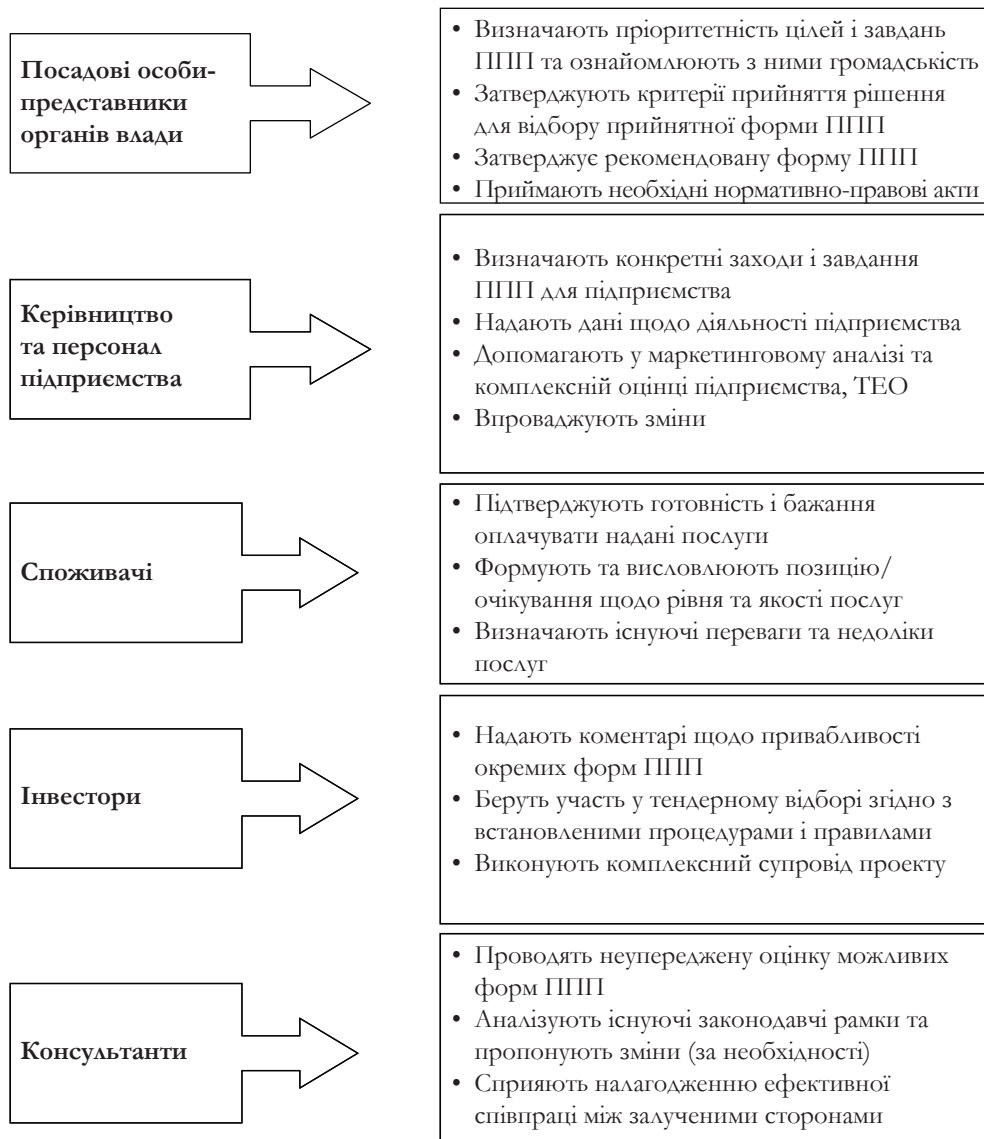 Посадові особи-
представники
органів влади
• Визначають пріоритетність цілей і завдань
ППП та ознайомлюють з ними громадськість
• Затверджують критерії прийняття рішення
для відбору прийнятної форми ППП
• Затверджує рекомендовану форму ППП
• Приймають необхідні нормативно-правові акти
Керівництво
та персонал
підприємства
• Визначають конкретні заходи і завдання
ППП для підприємства
• Надають дані щодо діяльності підприємства
• Допомагають у маркетинговому аналізі та
комплексній оцінці підприємства, ТЕО
• Впроваджують зміни
Споживачі
• Підтверджують готовність і бажання
оплачувати надані послуги
• Формують та висловлюють позицію/
очікування щодо рівня та якості послуг
• Визначають існуючі переваги та недоліки
послуг
Інвестори
• Надають коментарі щодо привабливості
окремих форм ППП
• Беруть участь у тендерному відборі згідно з
встановленими процедурами і правилами
• Виконують комплексний супровід проекту
Консультанти
• Проводять неупереджену оцінку можливих
форм ППП
• Аналізують існуючі законодавчі рамки та
пропонують зміни (за необхідності)
• Сприяють налагодженню ефективної
співпраці між залученими сторонами